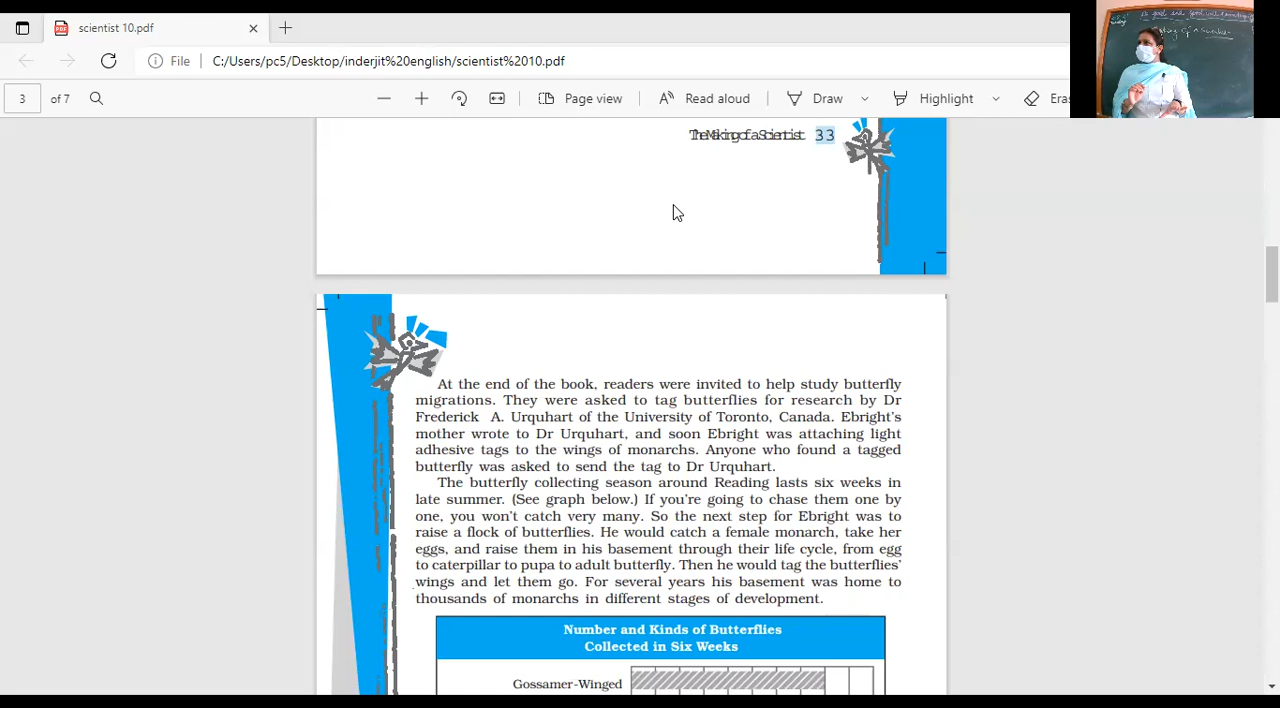 scientist 10.pdf
File C:/Users/pc5/Desktop/inderjit%20english/scientist%2010.pdf
3 of 7 Page view Read aloud Draw Highlight Eras
The Making of a Scientist 33
At the end of the book, readers were invited to help study butterfly
migrations. They were asked to tag butterflies for research by Dr
Frederick A. Urquhart of the University of Toronto, Canada. Ebright's
mother wrote to Dr Urquhart, and soon Ebright was attaching light
adhesive tags to the wings of monarchs. Anyone who found a tagged
butterfly was asked to send the tag to Dr Urquhart.
The butterfly collecting season around Reading lasts six weeks in
late summer. (See graph below.) If you're going to chase them one by
one, you won't catch very many. So the next step for Ebright was to
raise a flock of butterflies. He would catch a female monarch, take her
eggs, and raise them in his basement through their life cycle, from egg
to caterpillar to pupa to adult butterfly. Then he would tag the butterflies'
wings and let them go. For several years his basement was home to
thousands of monarchs in different stages of development.
Number and Kinds of Butterflies
Collected in Six Weeks
Gossamer-Winged